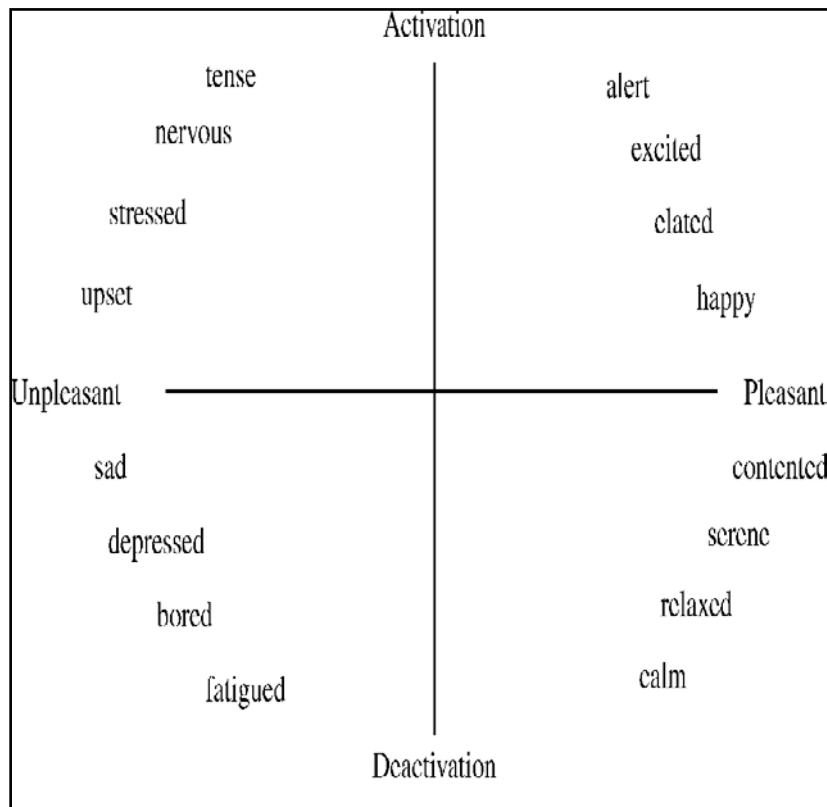 Activation
tense alert
nervous excited
stressed elated
upset happy
Unpleasant Pleasant
sad contented
depressed serene
bored relaxed
fatigued calm
Deactivation